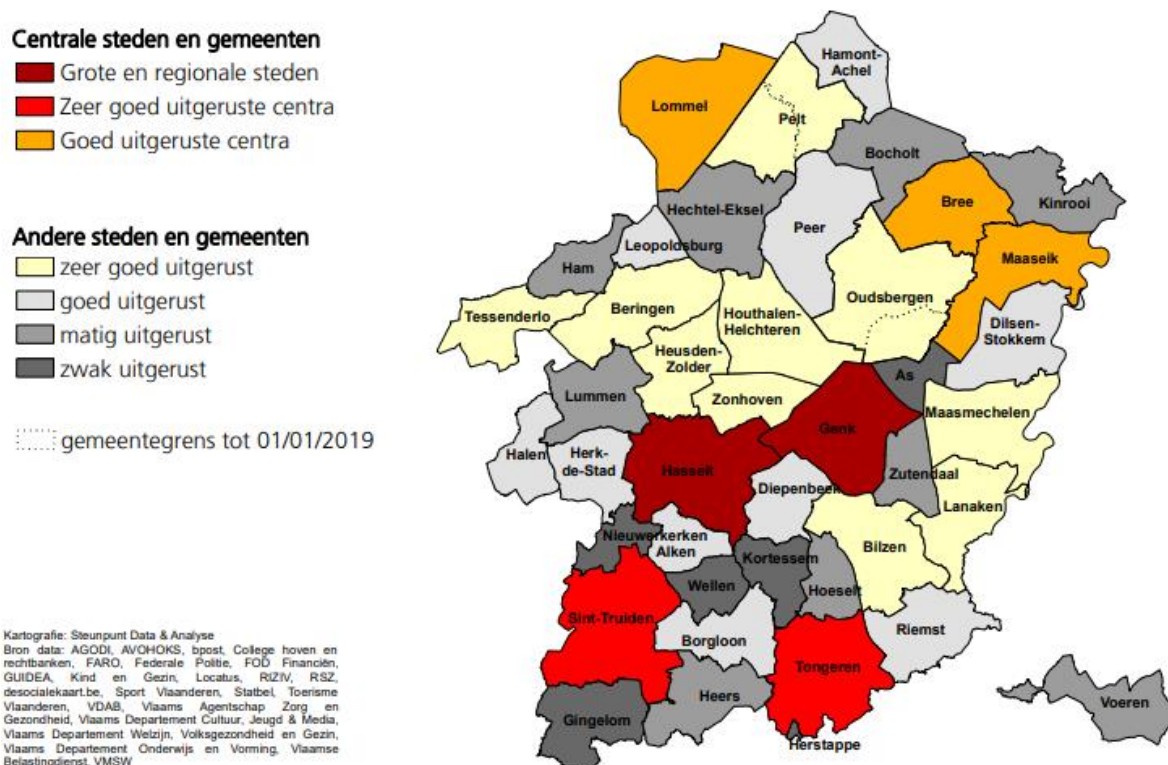 Centrale steden en gemeenten
Grote en regionale steden
Zeer goed uitgeruste centra
Goed uitgeruste centra
Andere steden en gemeenten
zeer goed uitgerust
goed uitgerust
matig uitgerust
zwak uitgerust
gemeentegrens tot 01/01/2019
Kartografie: Steunpunt Data & Analyse
Bron data: AGODI, AVOHOKS, bpost, College hoven en
rechtbanken, FARO, Federale Politie, FOD Financiën,
GUIDEA, Kind en Gezin, Locatus, RIZIV, RSZ,
desocialekaart.be, Sport Vlaanderen, Statbel, Toerisme
Vlaanderen, VDAB, Vlaams Agentschap Zorg en
Gezondheid, Vlaams Departement Cultuur, Jeugd & Media,
Vlaams Departement Welzijn, Volksgezondheid en Gezin,
Vlaams Departement Onderwijs en Vorming, Vlaamse
Belastingdienst, VMSW
Hamont-
Achel
Lommel
Pelt
Bocholt
Bree
Kinrooi
Hechtel-Eksel
Peer
Leopoldsburg
Ham
Maaseik
Oudsbergen
Beringen
Houthalen-
Helchteren
Tessenderlo
Dilsen-
Stokkem
Heusden-
Zolder
As
Lummen
Zonhoven
Maasmechelen
Genk
Halen
Herk-
de-Stad
Hasselt
Zutendaal
Diepenbeek
Lanaken
Nieuwerkerken
Alken
Bilzen
Kortessem
Wellen
Hoeselt
Sint-Truiden
Riemst
Borgloon
Tongeren
Heers
Voeren
Gingelom
Herstappe